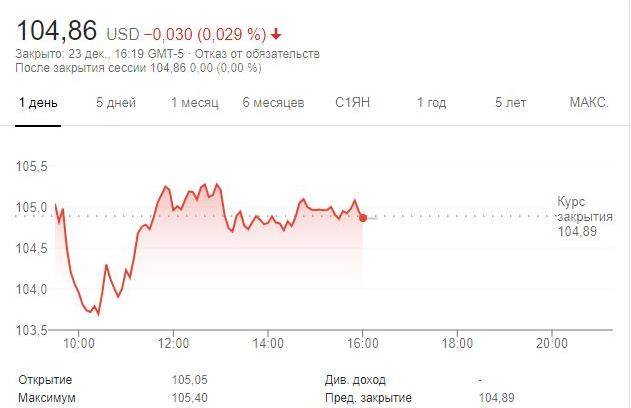 104,86 USD −0,030 (0,029 %)
Закрыто: 23 дек., 16:19 GMT-5 · Отказ от обязательств
После закрытия сессии 104,86 0,00 (0,00 %)
1 день 5 дней 1 месяц 6 месяцев С1ЯН 1 год 5 лет МАКС.
105,5
105,0
104,5
104,0
103,5
Курс
закрытия
104,89
10:00 12:00 14:00 16:00 18:00 20:00
Открытие 105,05 Див. доход -
Максимум 105,40 Пред. закрытие 104,89